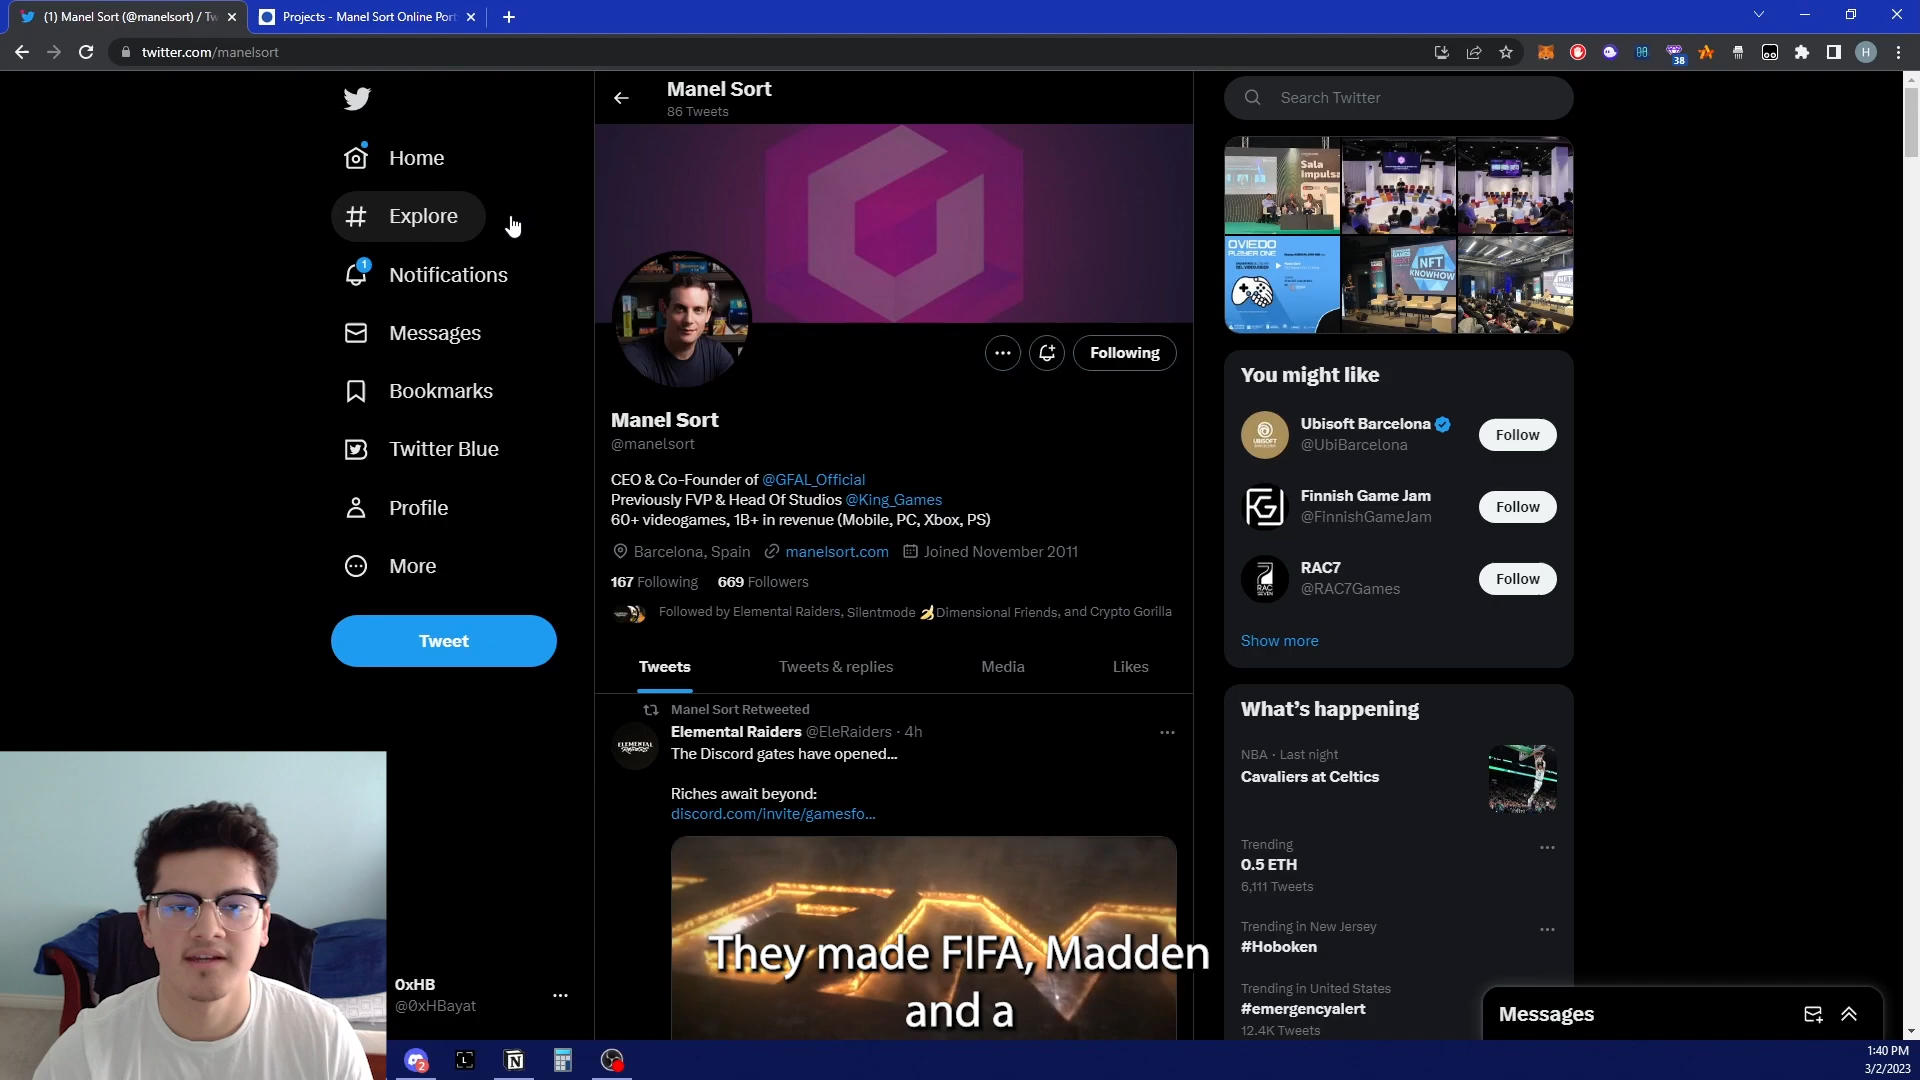 (1) Manel Sort (@manelsort) / Tw
Projects - Manel Sort Online Port
twitter.com/manelsort
38
H
Home
Explore
1
Notifications
Messages
Bookmarks
Twitter Blue
Profile
More
Tweet
0xHB
@0xHBayat
Manel Sort
86 Tweets
Following
Manel Sort
@manelsort
CEO & Co-Founder of @GFAL_Official
Previously FVP & Head Of Studios @King_Games
60+ videogames, 1B+ in revenue (Mobile, PC, Xbox, PS)
Barcelona, Spain manelsort.com Joined November 2011
167 Following 669 Followers
Followed by Elemental Raiders, Silentmode 🍌Dimensional Friends, and Crypto Gorilla
Tweets Tweets & replies Media Likes
Manel Sort Retweeted
Elemental Raiders @EleRaiders · 4h
The Discord gates have opened...
Riches await beyond:
discord.com/invite/gamesfo...
They made FIFA, Madden
and a
Search Twitter
Sala
Impulsa
OVIEDO
PLAYER ONE
NFT
KNOWHOW
You might like
Ubisoft Barcelona
@UbiBarcelona
Follow
Finnish Game Jam
@FinnishGameJam
Follow
RAC7
@RAC7Games
Follow
Show more
What's happening
NBA · Last night
Cavaliers at Celtics
Trending
0.5 ETH
6,111 Tweets
Trending in New Jersey
#Hoboken
Trending in United States
#emergencyalert
12.4K Tweets
Messages
2
L
1:40 PM
3/2/2023